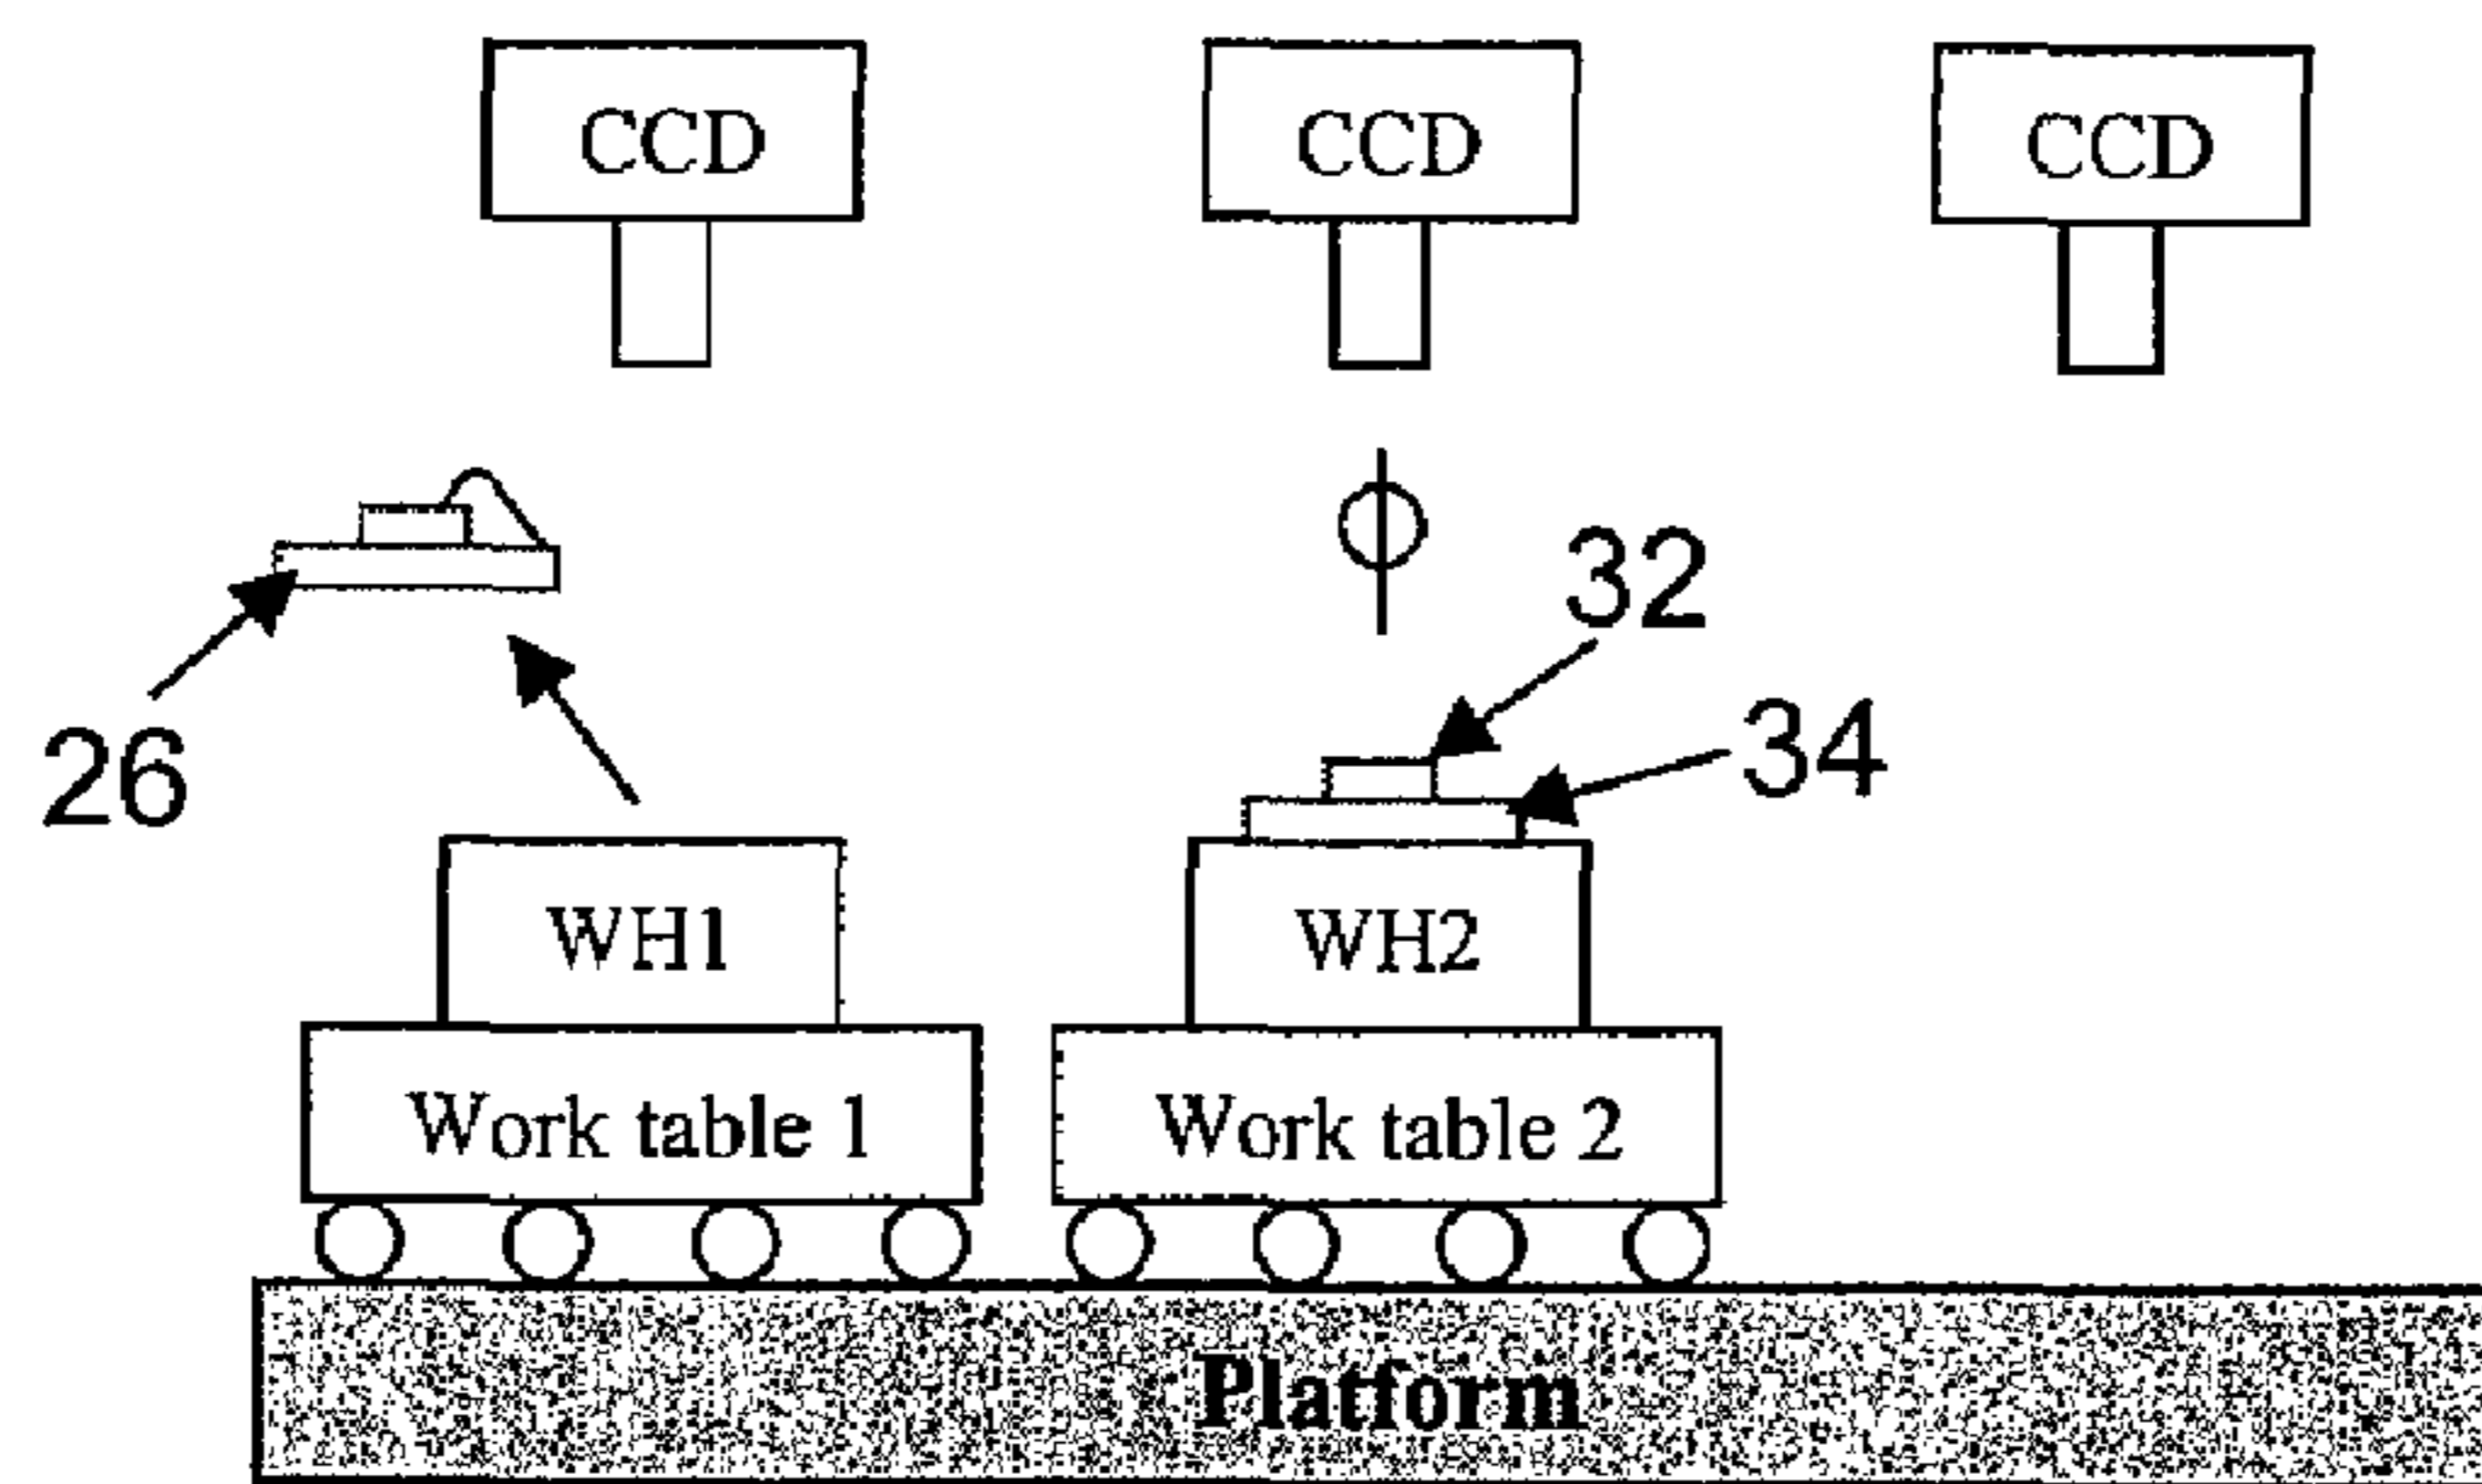 CCD CCD CCD
32
34
26
WH1 WH2
Work table 1 Work table 2
Platform